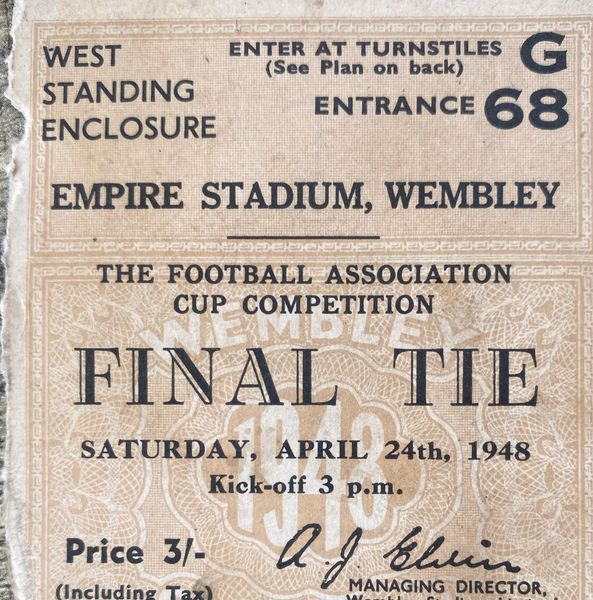 WEST
STANDING
ENCLOSURE
ENTER AT TURNSTILES G
(See Plan on back)
ENTRANCE 68
EMPIRE STADIUM, WEMBLEY
THE FOOTBALL ASSOCIATION
CUP COMPETITION
WEMBLEY
FINAL TIE
1948
SATURDAY, APRIL 24th, 1948
Kick-off 3 p.m.
Price 3/-
(Including Tax)
A. J. Elvin
MANAGING DIRECTOR,